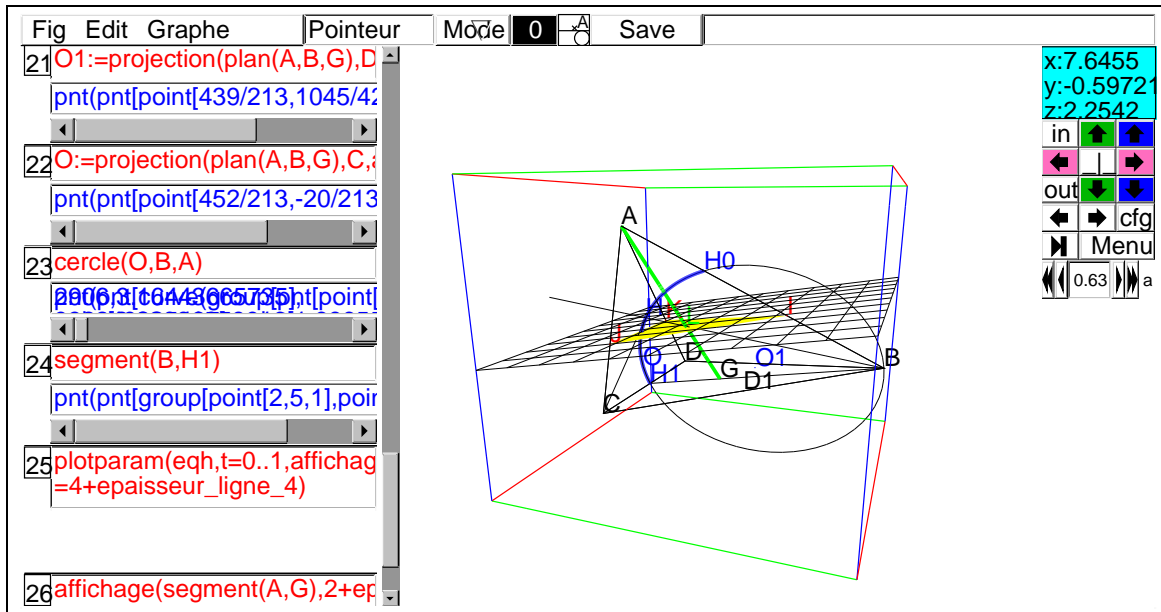 Fig Edit Graphe Pointeur Mode 0 A Save
21 O1:=projection(plan(A,B,G),D
pnt(pnt[point[439/213,1045/42
22 O:=projection(plan(A,B,G),C,a
pnt(pnt[point[452/213,-20/213
23 cercle(O,B,A)
24 segment(B,H1)
pnt(pnt[group[point[2,5,1],poin
25 plotparam(eqh,t=0..1,affichag
=4+epaisseur_ligne_4)
26 affichage(segment(A,G),2+ep
A
H0
H K I
J
O D O1 B
H1 G D1
C
x:7.6455
y:-0.59721
z:2.2542
in
_|_
out
cfg
Menu
0.63 a